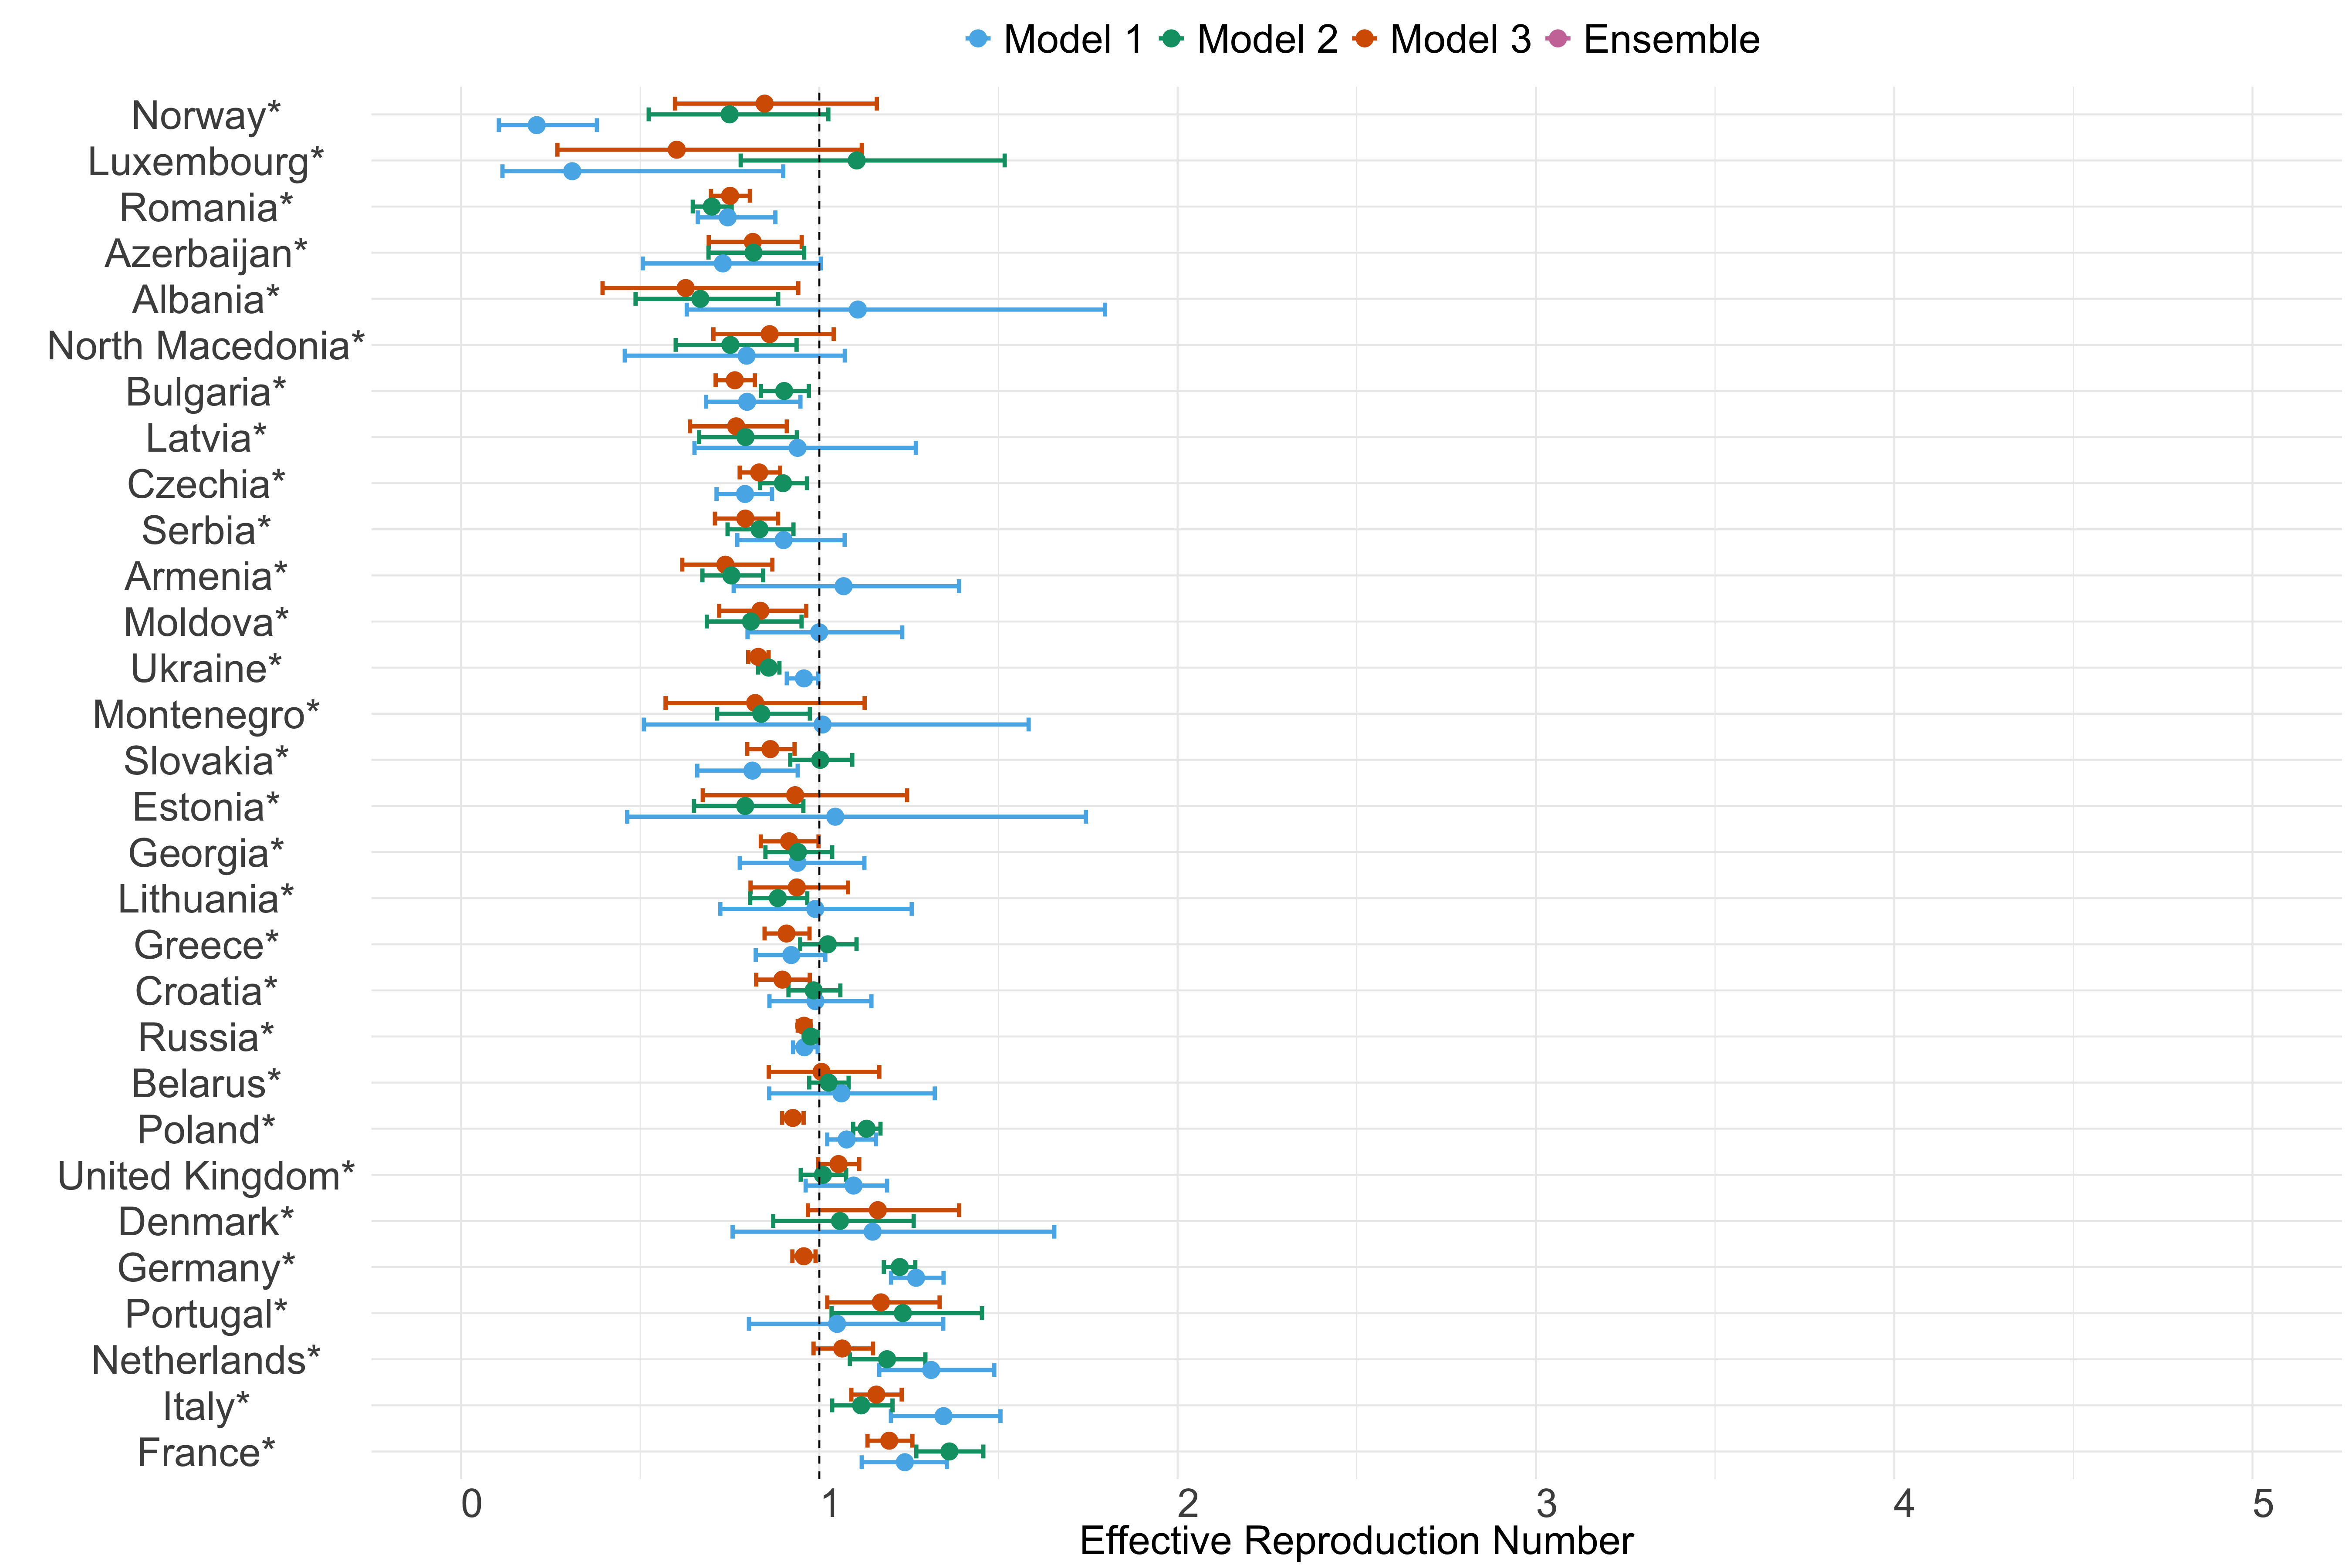 Model 1 Model 2 Model 3 Ensemble
Norway*
Luxembourg*
Romania*
Azerbaijan*
Albania*
North Macedonia*
Bulgaria*
Latvia*
Czechia*
Serbia*
Armenia*
Moldova*
Ukraine*
Montenegro*
Slovakia*
Estonia*
Georgia*
Lithuania*
Greece*
Croatia*
Russia*
Belarus*
Poland*
United Kingdom*
Denmark*
Germany*
Portugal*
Netherlands*
Italy*
France*
0 1 2 3 4 5
Effective Reproduction Number